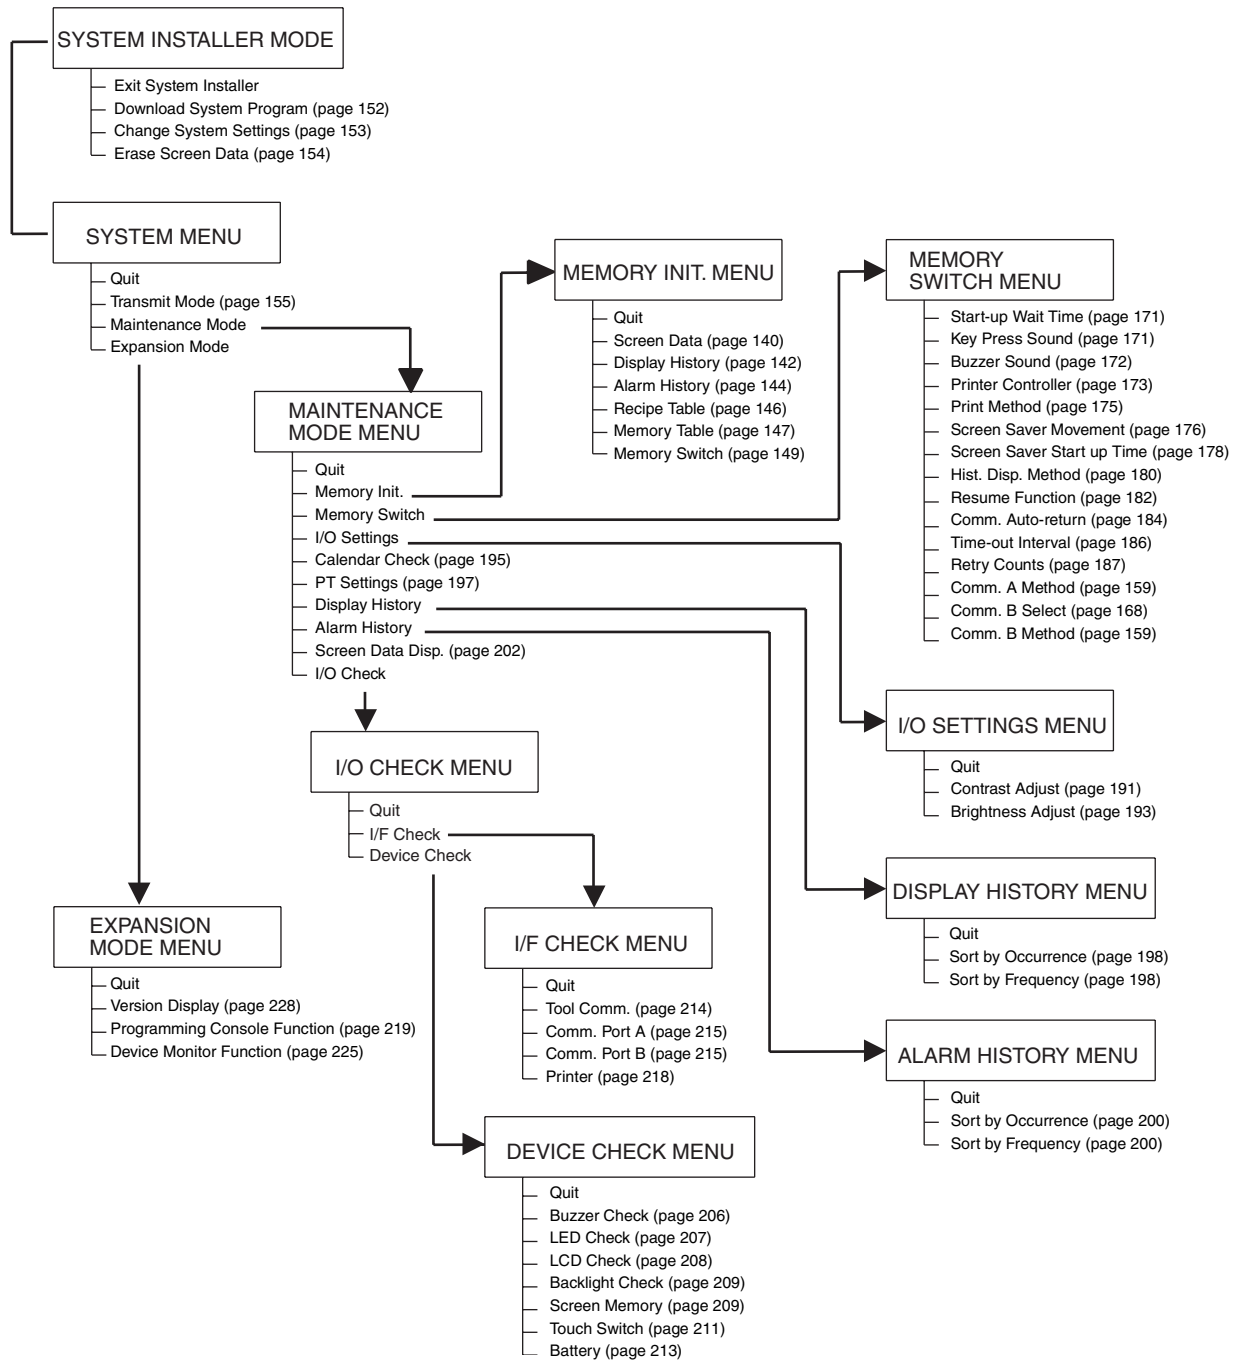 SYSTEM INSTALLER MODE
Exit System Installer
Download System Program (page 152)
Change System Settings (page 153)
Erase Screen Data (page 154)
SYSTEM MENU
Quit
Transmit Mode (page 155)
Maintenance Mode
Expansion Mode
MAINTENANCE
MODE MENU
Quit
Memory Init.
Memory Switch
I/O Settings
Calendar Check (page 195)
PT Settings (page 197)
Display History
Alarm History
Screen Data Disp. (page 202)
I/O Check
MEMORY INIT. MENU
Quit
Screen Data (page 140)
Display History (page 142)
Alarm History (page 144)
Recipe Table (page 146)
Memory Table (page 147)
Memory Switch (page 149)
MEMORY
SWITCH MENU
Start-up Wait Time (page 171)
Key Press Sound (page 171)
Buzzer Sound (page 172)
Printer Controller (page 173)
Print Method (page 175)
Screen Saver Movement (page 176)
Screen Saver Start up Time (page 178)
Hist. Disp. Method (page 180)
Resume Function (page 182)
Comm. Auto-return (page 184)
Time-out Interval (page 186)
Retry Counts (page 187)
Comm. A Method (page 159)
Comm. B Select (page 168)
Comm. B Method (page 159)
I/O SETTINGS MENU
Quit
Contrast Adjust (page 191)
Brightness Adjust (page 193)
I/O CHECK MENU
Quit
I/F Check
Device Check
DISPLAY HISTORY MENU
Quit
Sort by Occurrence (page 198)
Sort by Frequency (page 198)
EXPANSION
MODE MENU
Quit
Version Display (page 228)
Programming Console Function (page 219)
Device Monitor Function (page 225)
I/F CHECK MENU
Quit
Tool Comm. (page 214)
Comm. Port A (page 215)
Comm. Port B (page 215)
Printer (page 218)
ALARM HISTORY MENU
Quit
Sort by Occurrence (page 200)
Sort by Frequency (page 200)
DEVICE CHECK MENU
Quit
Buzzer Check (page 206)
LED Check (page 207)
LCD Check (page 208)
Backlight Check (page 209)
Screen Memory (page 209)
Touch Switch (page 211)
Battery (page 213)